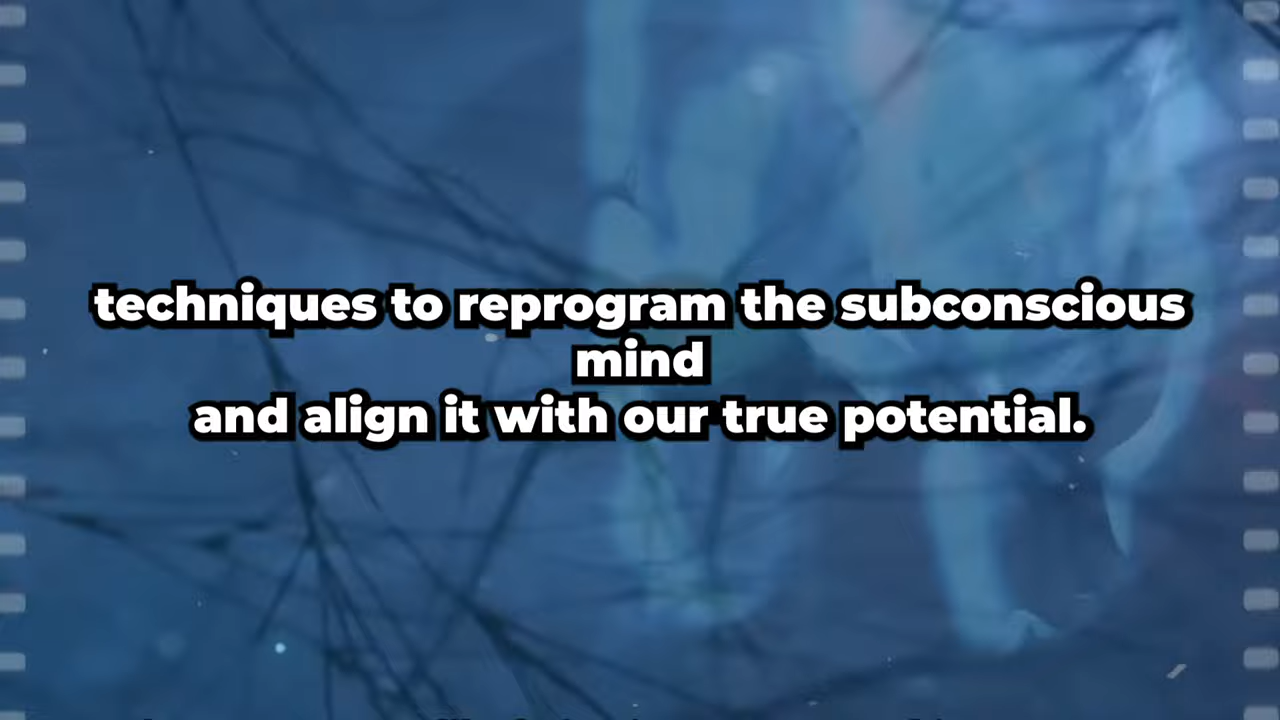 techniques to reprogram the subconscious
mind
and align it with our true potential.